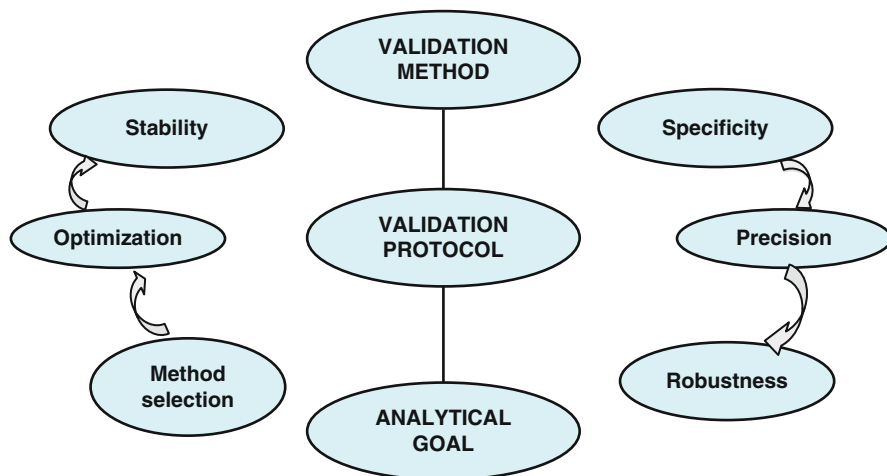 VALIDATION
METHOD
Stability
Specificity
Optimization
VALIDATION
PROTOCOL
Precision
Method
selection
Robustness
ANALYTICAL
GOAL